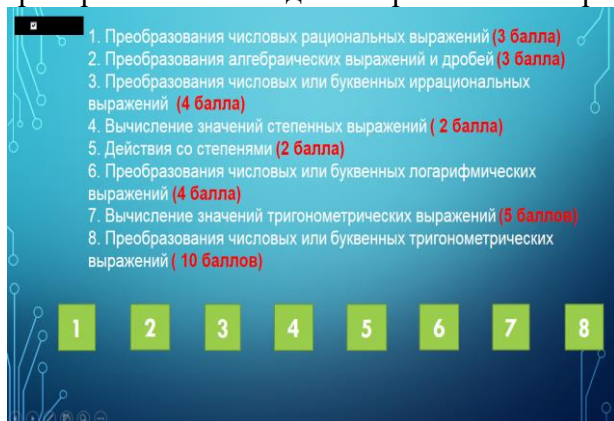 1. Преобразования числовых рациональных выражений (3 балла)
2. Преобразования алгебраических выражений и дробей (3 балла)
3. Преобразования числовых или буквенных иррациональных
выражений (4 балла)
4. Вычисление значений степенных выражений ( 2 балла)
5. Действия со степенями (2 балла)
6. Преобразования числовых или буквенных логарифмических
выражений (4 балла)
7. Вычисление значений тригонометрических выражений (5 баллов)
8. Преобразования числовых или буквенных тригонометрических
выражений ( 10 баллов)
1 2 3 4 5 6 7 8